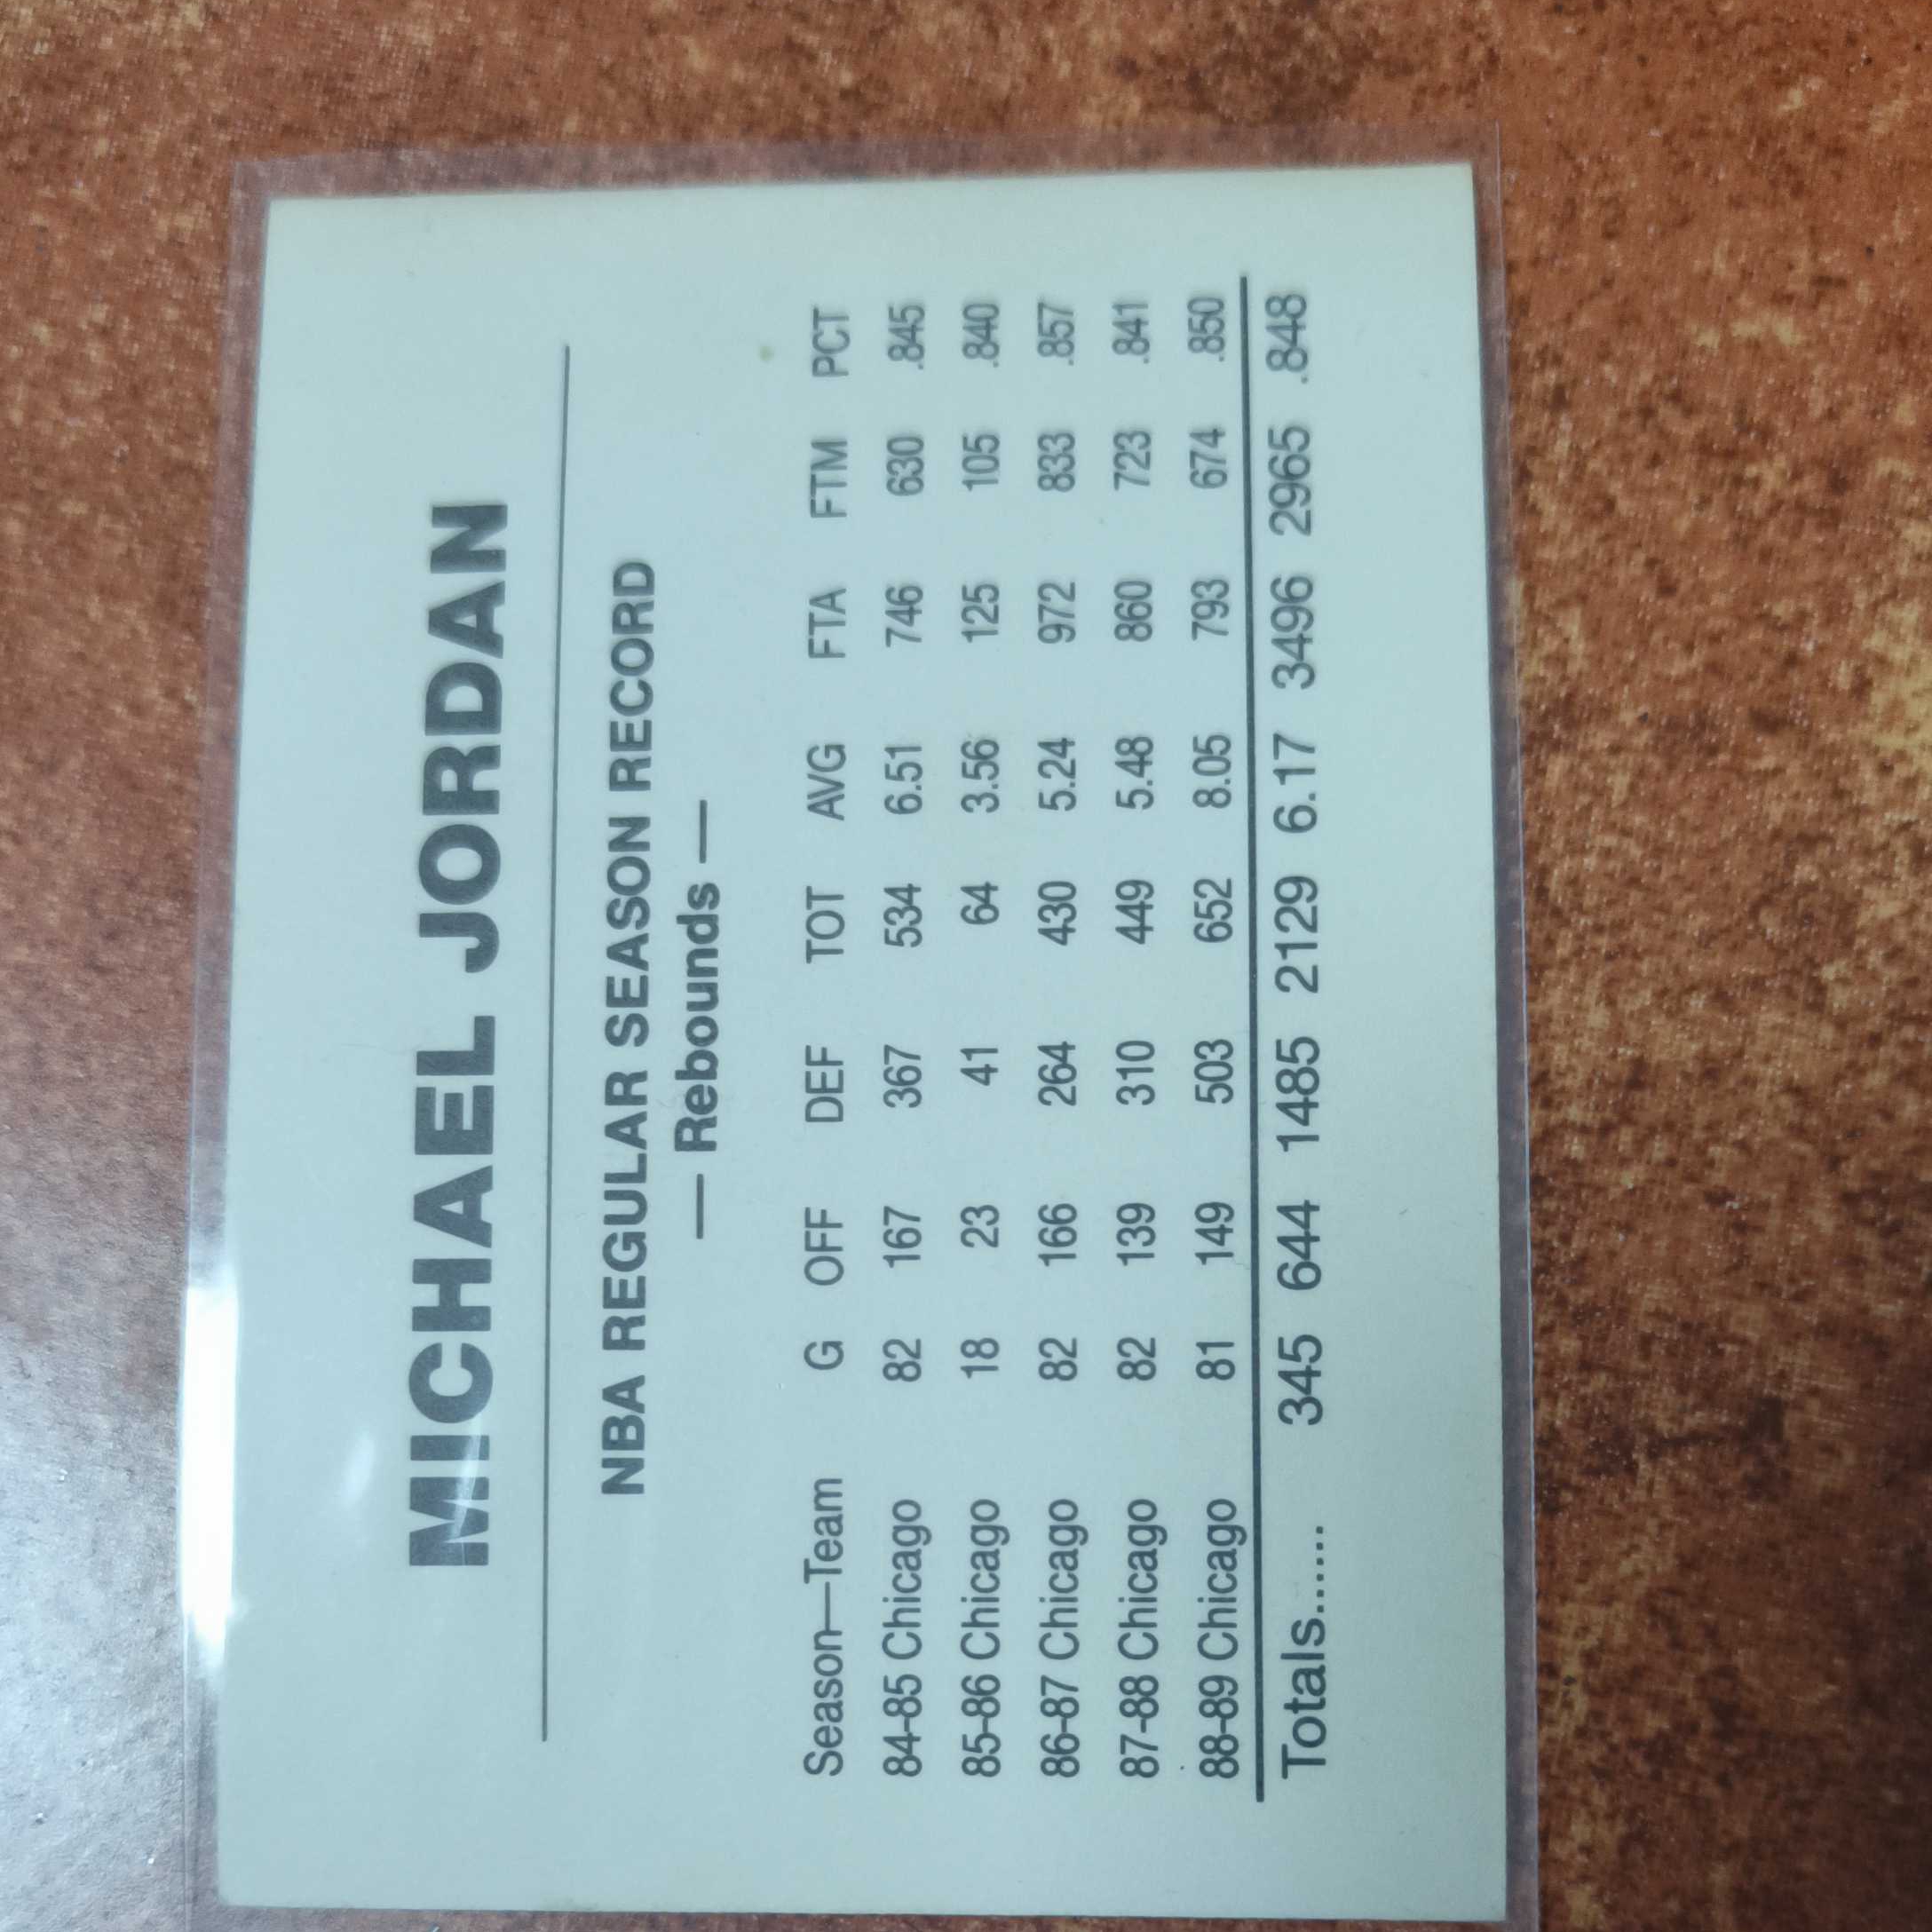 MICHAEL JORDAN
NBA REGULAR SEASON RECORD
— Rebounds —
Season—Team G OFF DEF TOT AVG FTA FTM PCT
84-85 Chicago 82 167 367 534 6.51 746 630 .845
85-86 Chicago 18 23 41 64 3.56 125 105 .840
86-87 Chicago 82 166 264 430 5.24 972 833 .857
87-88 Chicago 82 139 310 449 5.48 860 723 .841
88-89 Chicago 81 149 503 652 8.05 793 674 .850
Totals...... 345 644 1485 2129 6.17 3496 2965 .848